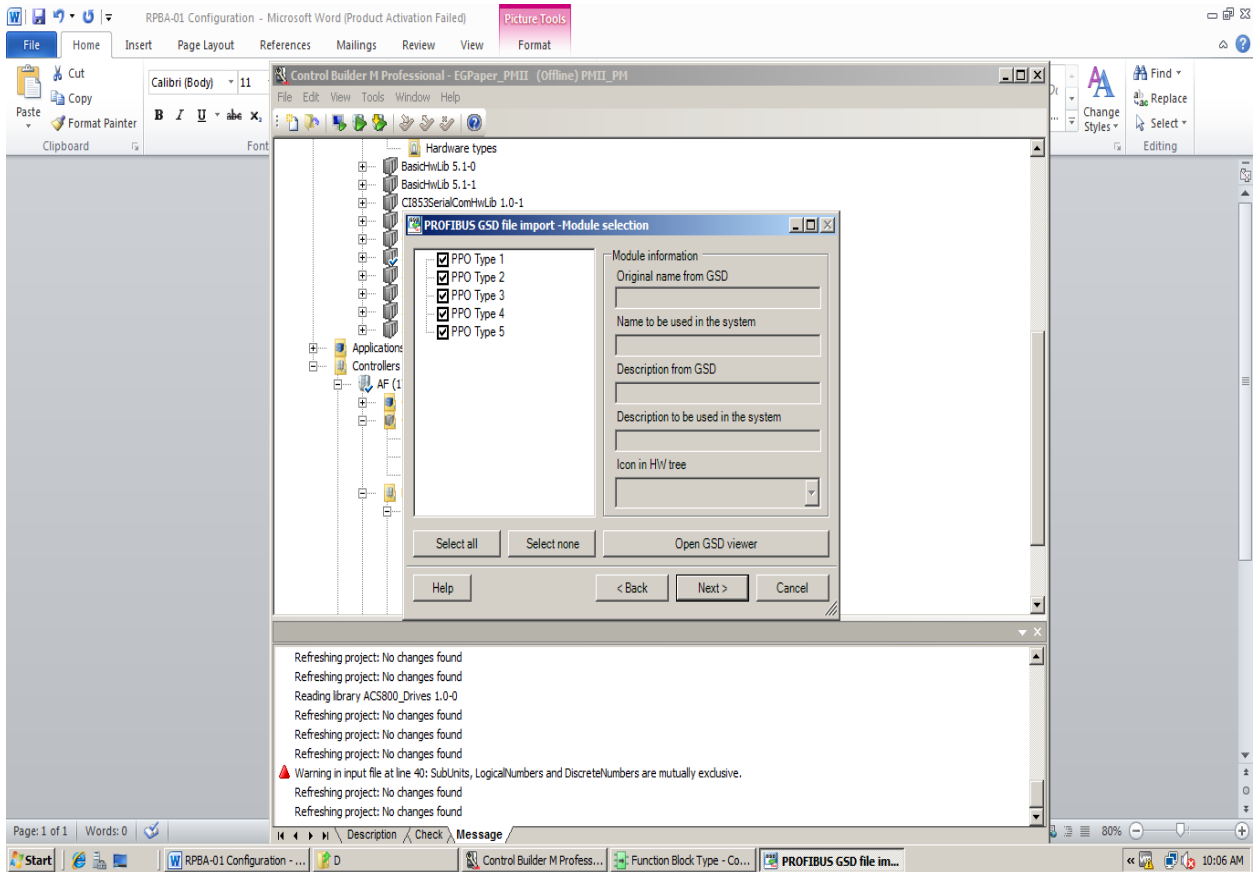 RPBA-01 Configuration - Microsoft Word (Product Activation Failed)
Picture Tools
File Home Insert Page Layout References Mailings Review View Format
Cut
Copy
Format Painter
Paste
Clipboard
Calibri (Body) 11
B I U abc X
Font
Change Styles
Find
Replace
Select
Editing
Control Builder M Professional - EGPaper_PMII (Offline) PMII_PM
File Edit View Tools Window Help
Hardware types
BasicHwLib 5.1-0
BasicHwLib 5.1-1
CI853SerialComHwLib 1.0-1
Applications
Controllers
AF (1
PROFIBUS GSD file import -Module selection
PPO Type 1
PPO Type 2
PPO Type 3
PPO Type 4
PPO Type 5
Module information
Original name from GSD
Name to be used in the system
Description from GSD
Description to be used in the system
Icon in HW tree
Select all Select none Open GSD viewer
Help < Back Next > Cancel
Refreshing project: No changes found
Refreshing project: No changes found
Reading library ACS800_Drives 1.0-0
Refreshing project: No changes found
Refreshing project: No changes found
Refreshing project: No changes found
Warning in input file at line 40: SubUnits, LogicalNumbers and DiscreteNumbers are mutually exclusive.
Refreshing project: No changes found
Refreshing project: No changes found
Description Check Message
Page: 1 of 1 Words: 0
80%
Start
RPBA-01 Configuration - ...
D
Control Builder M Profess...
Function Block Type - Co...
PROFIBUS GSD file im...
10:06 AM